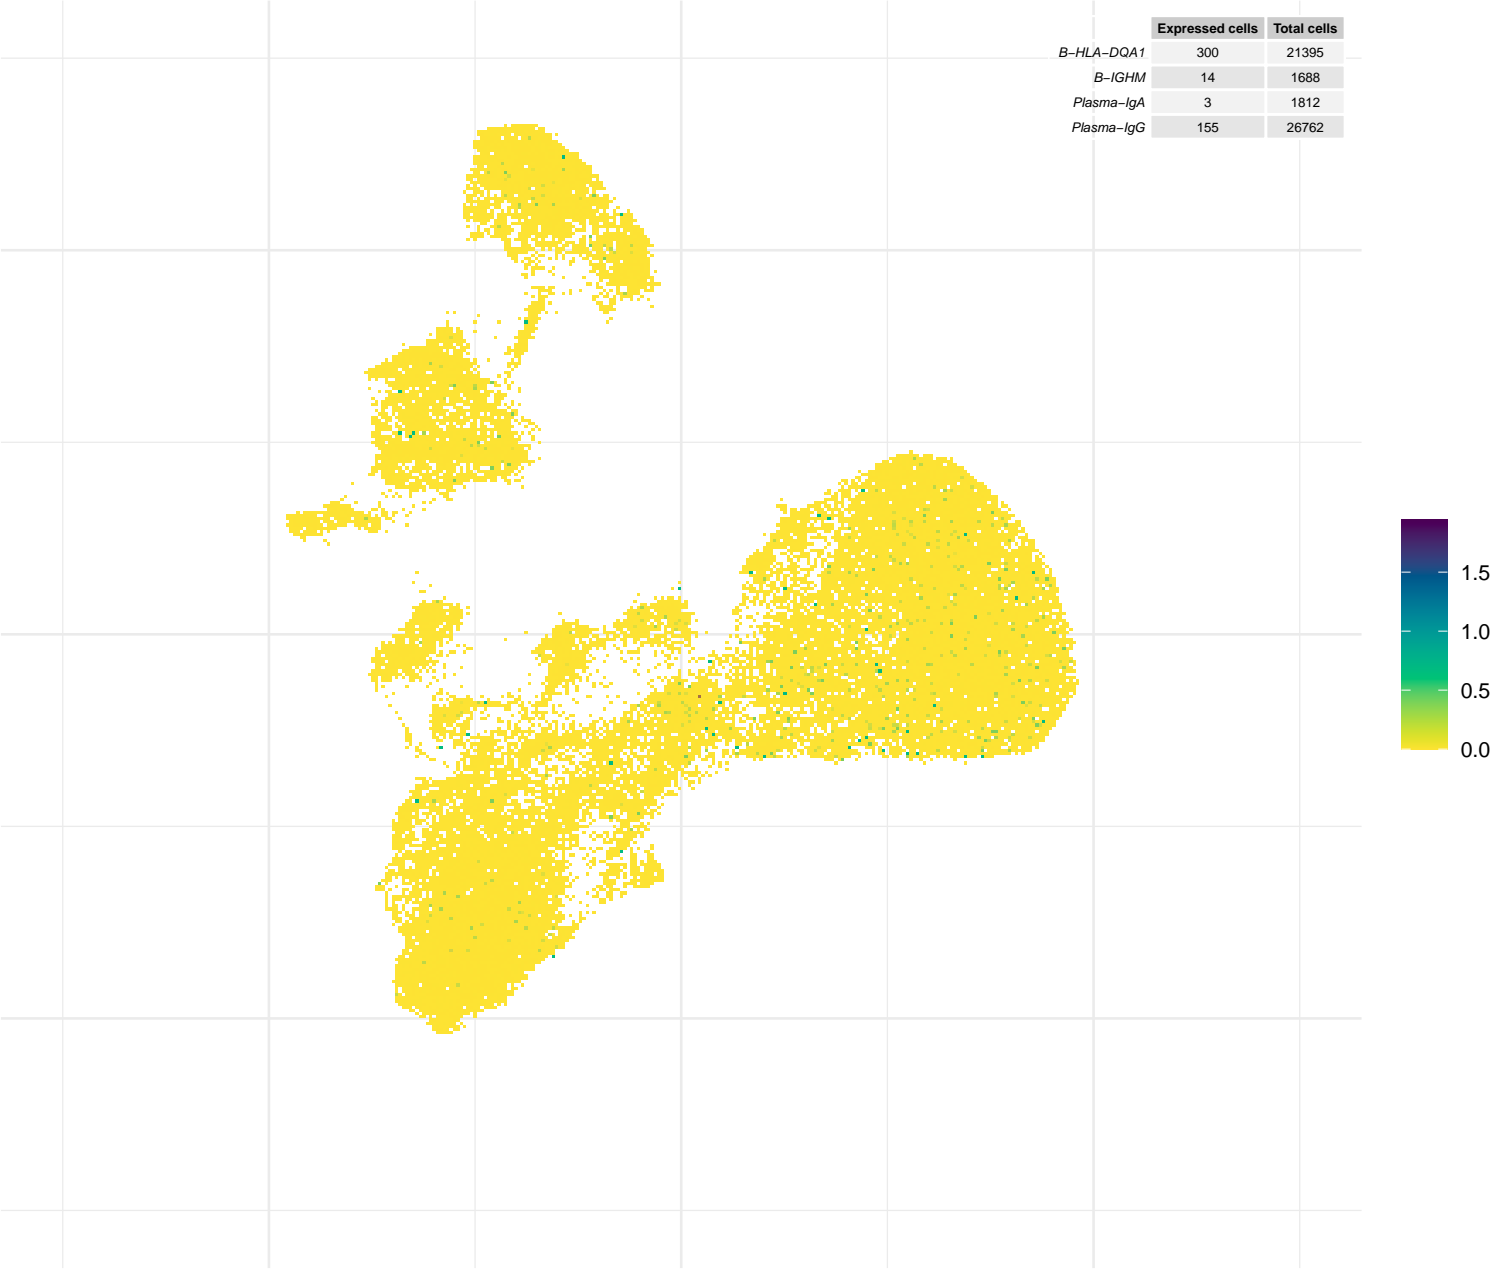 Expressed cells Total cells
B−HLA−DQA1 300 21395
B−IGHM 14 1688
Plasma−IgA 3 1812
Plasma−IgG 155 26762
1.5
1.0
0.5
0.0